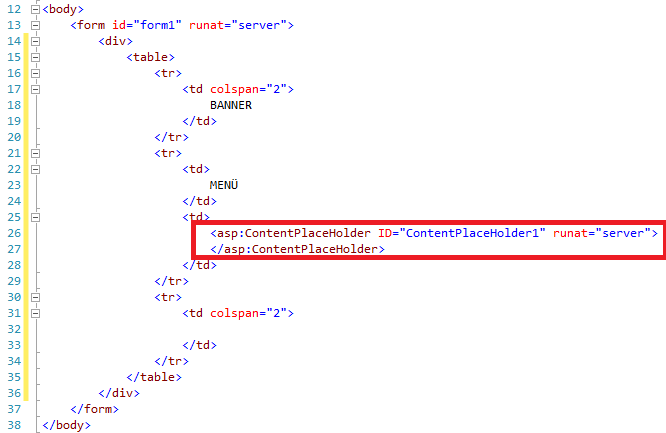 12 <body>
13     <form id="form1" runat="server">
14         <div>
15             <table>
16                 <tr>
17                     <td colspan="2">
18                         BANNER
19                     </td>
20                 </tr>
21                 <tr>
22                     <td>
23                         MENÜ
24                     </td>
25                     <td>
26                         <asp:ContentPlaceHolder ID="ContentPlaceHolder1" runat="server">
27                         </asp:ContentPlaceHolder>
28                     </td>
29                 </tr>
30                 <tr>
31                     <td colspan="2">
32
33                     </td>
34                 </tr>
35             </table>
36         </div>
37     </form>
38 </body>